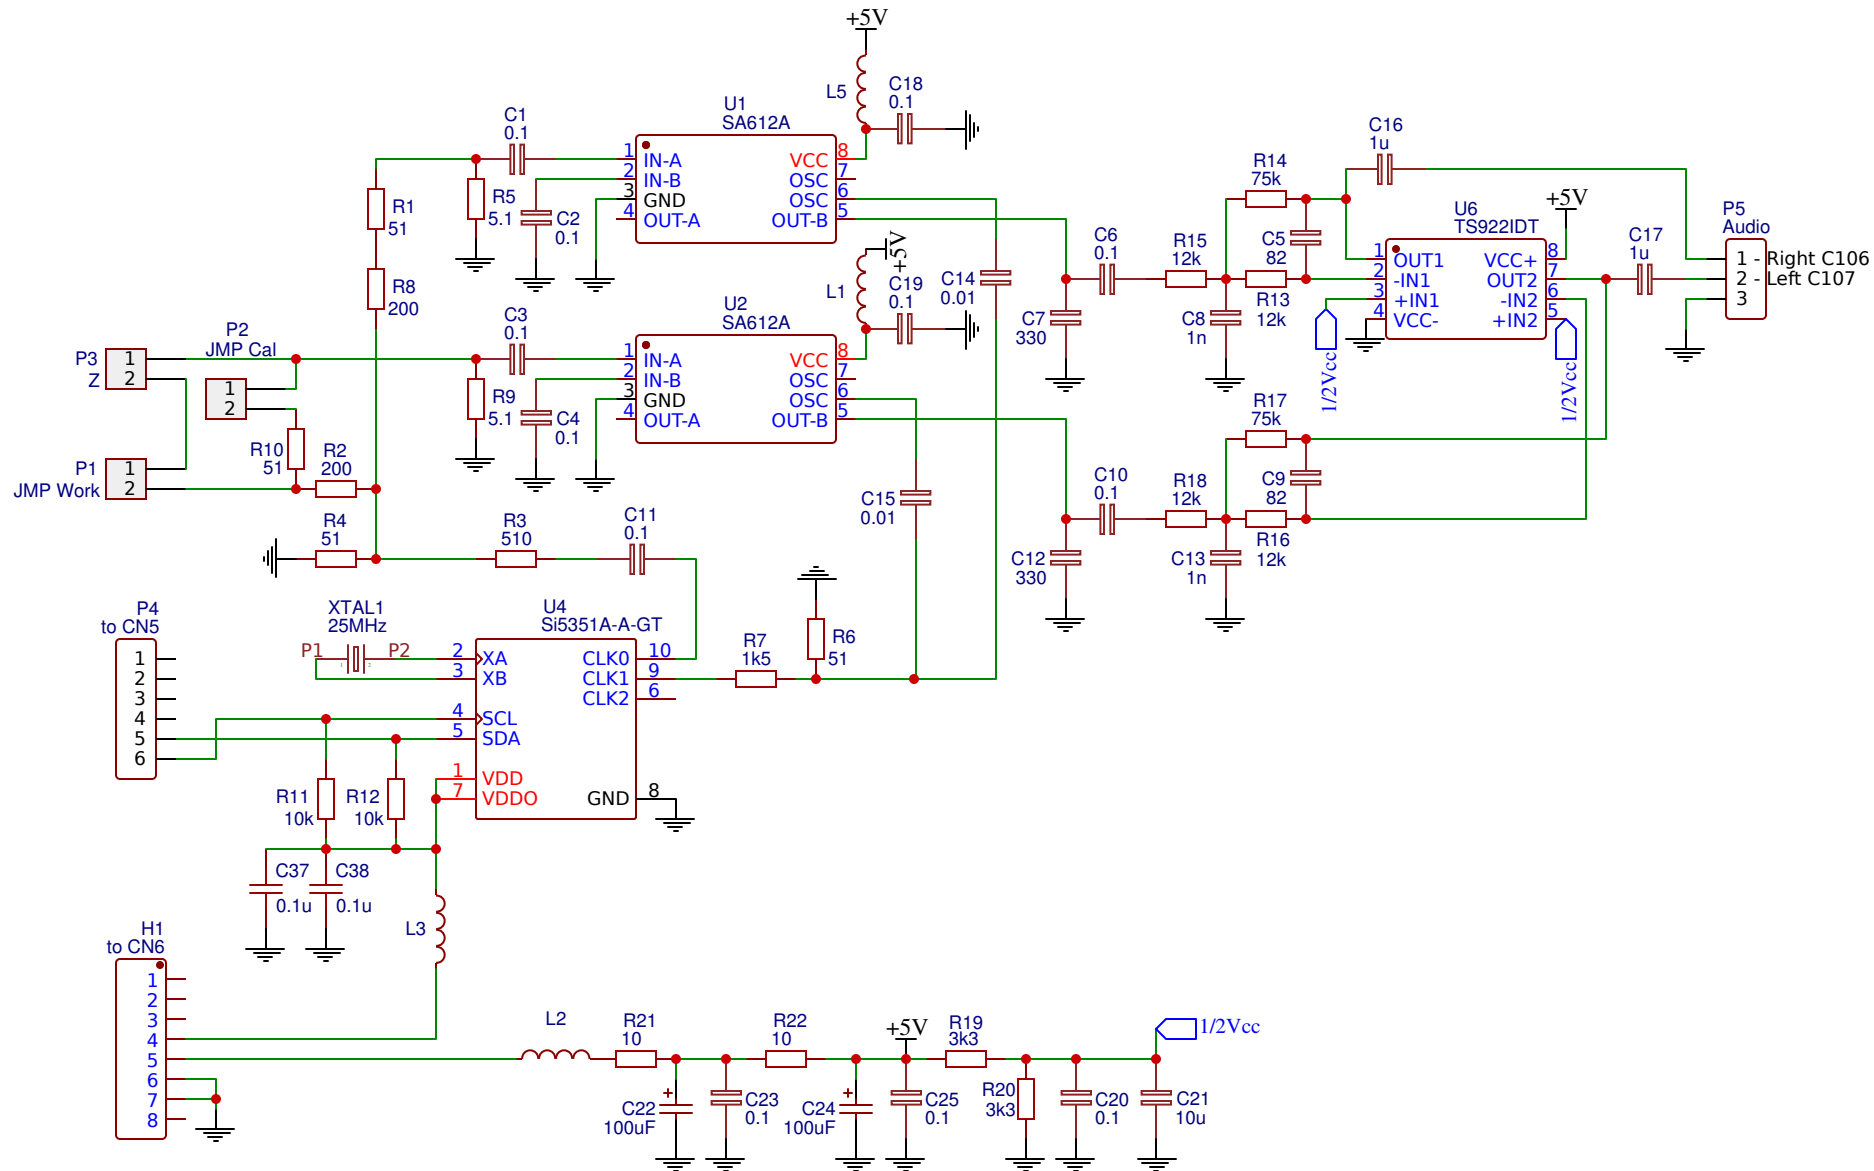 +5V
L5
C18
0.1
U1
SA612A
C1
0.1
1
IN-A
2
IN-B
3
GND
4
OUT-A
VCC
8
OSC
7
OSC
6
OUT-B
5
R1
51
R5
5.1
C2
0.1
R8
200
+5V
L1
C19
0.1
C14
0.01
U2
SA612A
C3
0.1
1
IN-A
2
IN-B
3
GND
4
OUT-A
VCC
8
OSC
7
OSC
6
OUT-B
5
P2
JMP Cal
1
2
P3
Z
1
2
R9
5.1
C4
0.1
R10
51
R2
200
P1
JMP Work
1
2
R4
51
R3
510
C11
0.1
C15
0.01
C6
0.1
R15
12k
C7
330
C8
1n
R14
75k
C5
82
R13
12k
C16
1u
U6
TS922IDT
+5V
1
OUT1
2
-IN1
3
+IN1
4
VCC-
VCC+
8
OUT2
7
-IN2
6
+IN2
5
1/2Vcc
1/2Vcc
C17
1u
P5
Audio
1 - Right C106
2 - Left C107
3
R17
75k
C9
82
R16
12k
C10
0.1
R18
12k
C12
330
C13
1n
P4
to CN5
1
2
3
4
5
6
XTAL1
25MHz
P1
P2
U4
Si5351A-A-GT
2
XA
3
XB
4
SCL
5
SDA
1
VDD
7
VDDO
CLK0
10
CLK1
9
CLK2
6
GND
8
R7
1k5
R6
51
R11
10k
R12
10k
C37
0.1u
C38
0.1u
L3
H1
to CN6
1
2
3
4
5
6
7
8
L2
R21
10
R22
10
+5V
R19
3k3
1/2Vcc
C22
100uF
C23
0.1
C24
100uF
C25
0.1
R20
3k3
C20
0.1
C21
10u